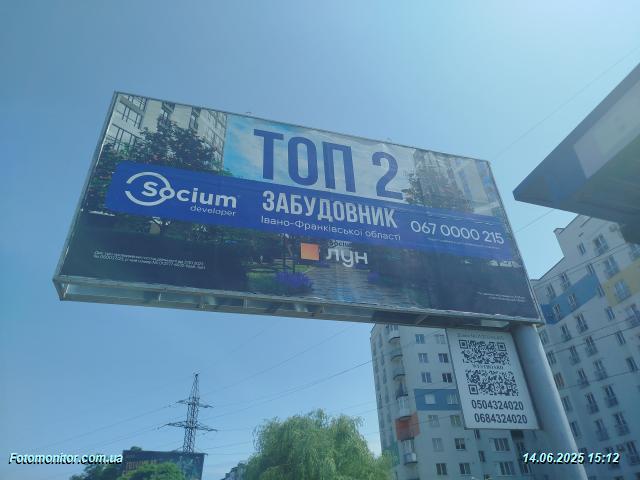 ТОП 2
Socium
developer
ЗАБУДОВНИК
Івано-Франківської області
067 0000 215
лун
WESTBOARD
0504324020
0684324020
Fotomonitor.com.ua
14.06.2025 15:12